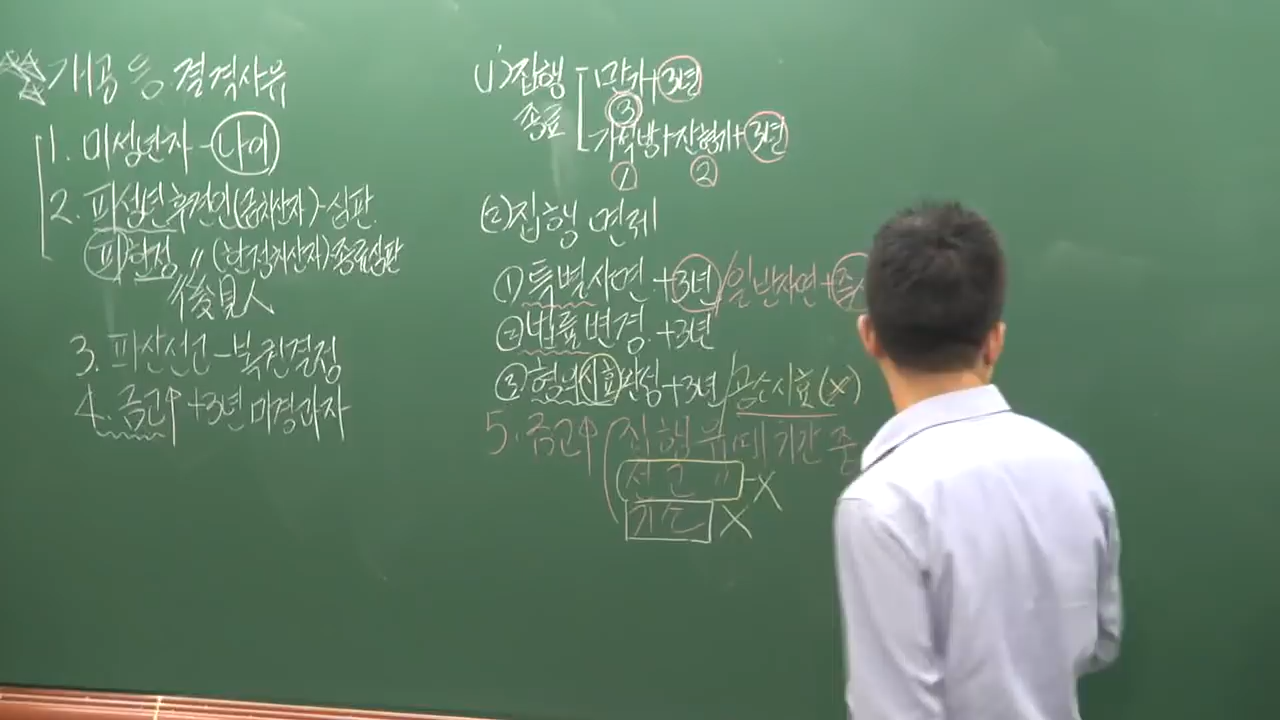 개공 등 결격사유
1. 미성년자 - 나이
2. 피성년후견인(금치산자)-심판
피한정 〃 (한정치산자)-종료심판
後見人
3. 파산선고 - 복권결정
4. 금고↑ +3년 미경과자
(1) 집행 종료
만기+3년
③
가석방+잔형기+3년
① ②
(2) 집행 면제
① 특별사면 +3년 / 일반사면+
② 법률변경 +3년
③ 형의 시효완성+3년 / 공소시효(x)
5. 금고↑ 집행유예기간 중
선고 〃 - X
기소 X